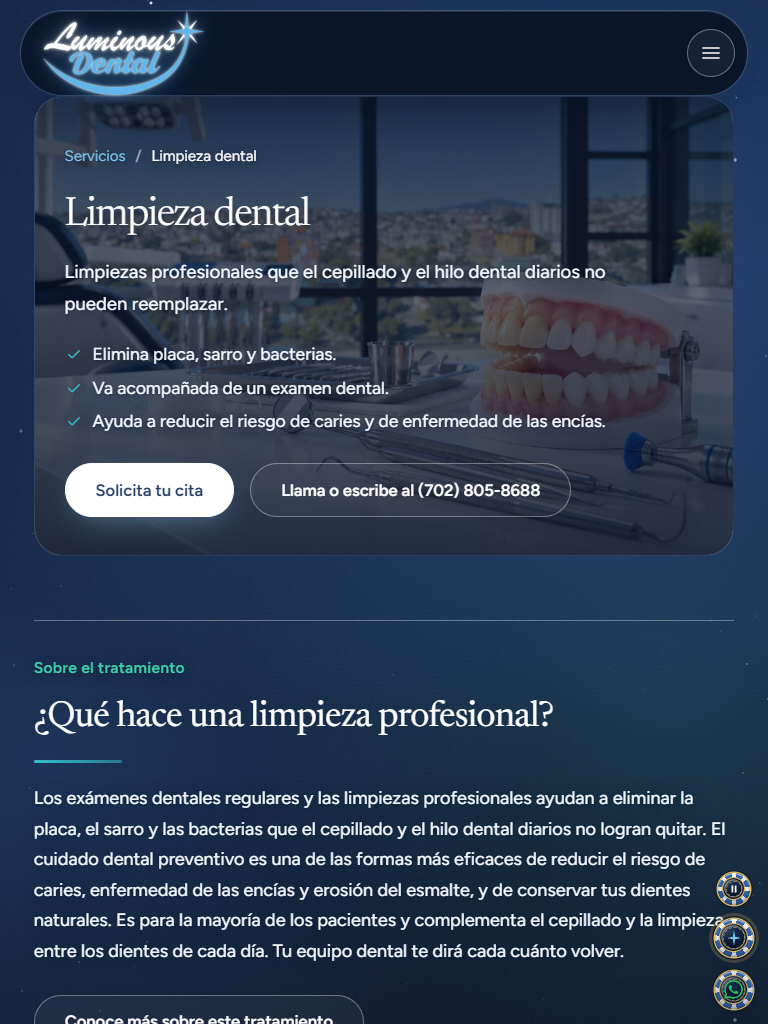 Luminous
Dental
Servicios / Limpieza dental
Limpieza dental
Limpiezas profesionales que el cepillado y el hilo dental diarios no
pueden reemplazar.
Elimina placa, sarro y bacterias.
Va acompañada de un examen dental.
Ayuda a reducir el riesgo de caries y de enfermedad de las encías.
Solicita tu cita
Llama o escribe al (702) 805-8688
Sobre el tratamiento
¿Qué hace una limpieza profesional?
Los exámenes dentales regulares y las limpiezas profesionales ayudan a eliminar la
placa, el sarro y las bacterias que el cepillado y el hilo dental diarios no logran quitar. El
cuidado dental preventivo es una de las formas más eficaces de reducir el riesgo de
caries, enfermedad de las encías y erosión del esmalte, y de conservar tus dientes
naturales. Es para la mayoría de los pacientes y complementa el cepillado y la limpieza
entre los dientes de cada día. Tu equipo dental te dirá cada cuánto volver.
Conoce más sobre este tratamiento